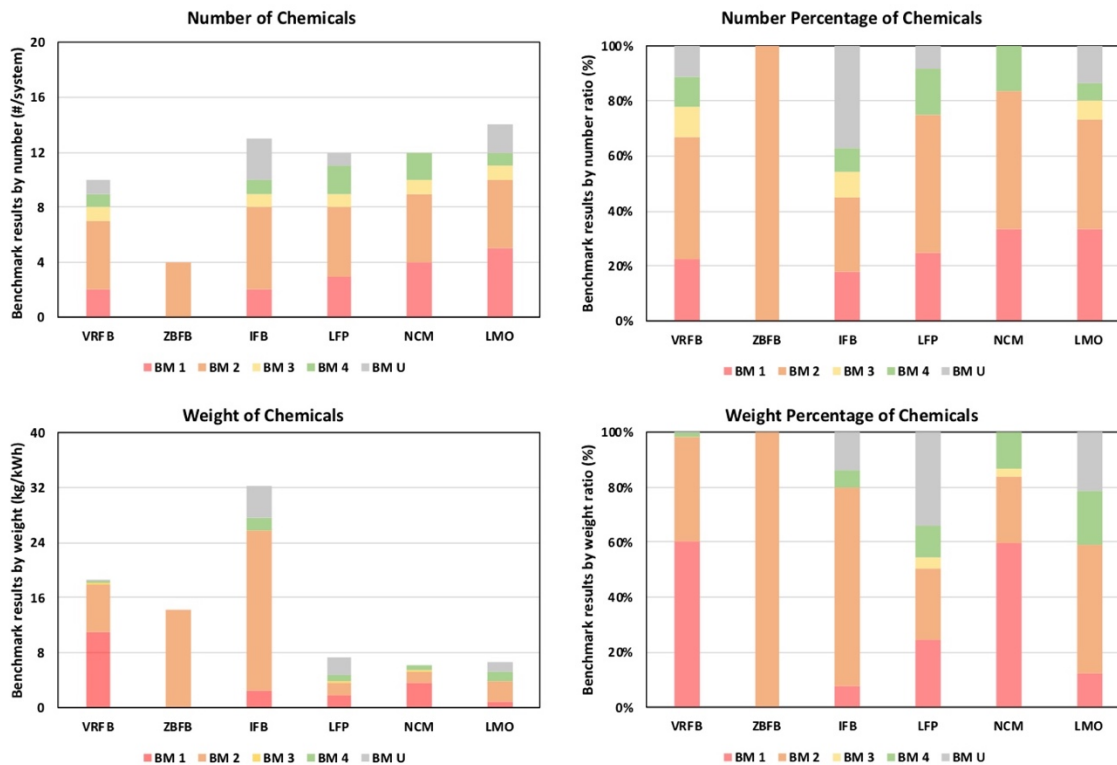 Number of Chemicals
Benchmark results by number (#/system)
20
16
12
8
4
0
VRFB ZBFB IFB LFP NCM LMO
BM 1 BM 2 BM 3 BM 4 BM U
Number Percentage of Chemicals
Benchmark results by number ratio (%)
100%
80%
60%
40%
20%
0%
VRFB ZBFB IFB LFP NCM LMO
BM 1 BM 2 BM 3 BM 4 BM U
Weight of Chemicals
Benchmark results by weight (kg/kWh)
40
32
24
16
8
0
VRFB ZBFB IFB LFP NCM LMO
BM 1 BM 2 BM 3 BM 4 BM U
Weight Percentage of Chemicals
Benchmark results by weight ratio (%)
100%
80%
60%
40%
20%
0%
VRFB ZBFB IFB LFP NCM LMO
BM 1 BM 2 BM 3 BM 4 BM U